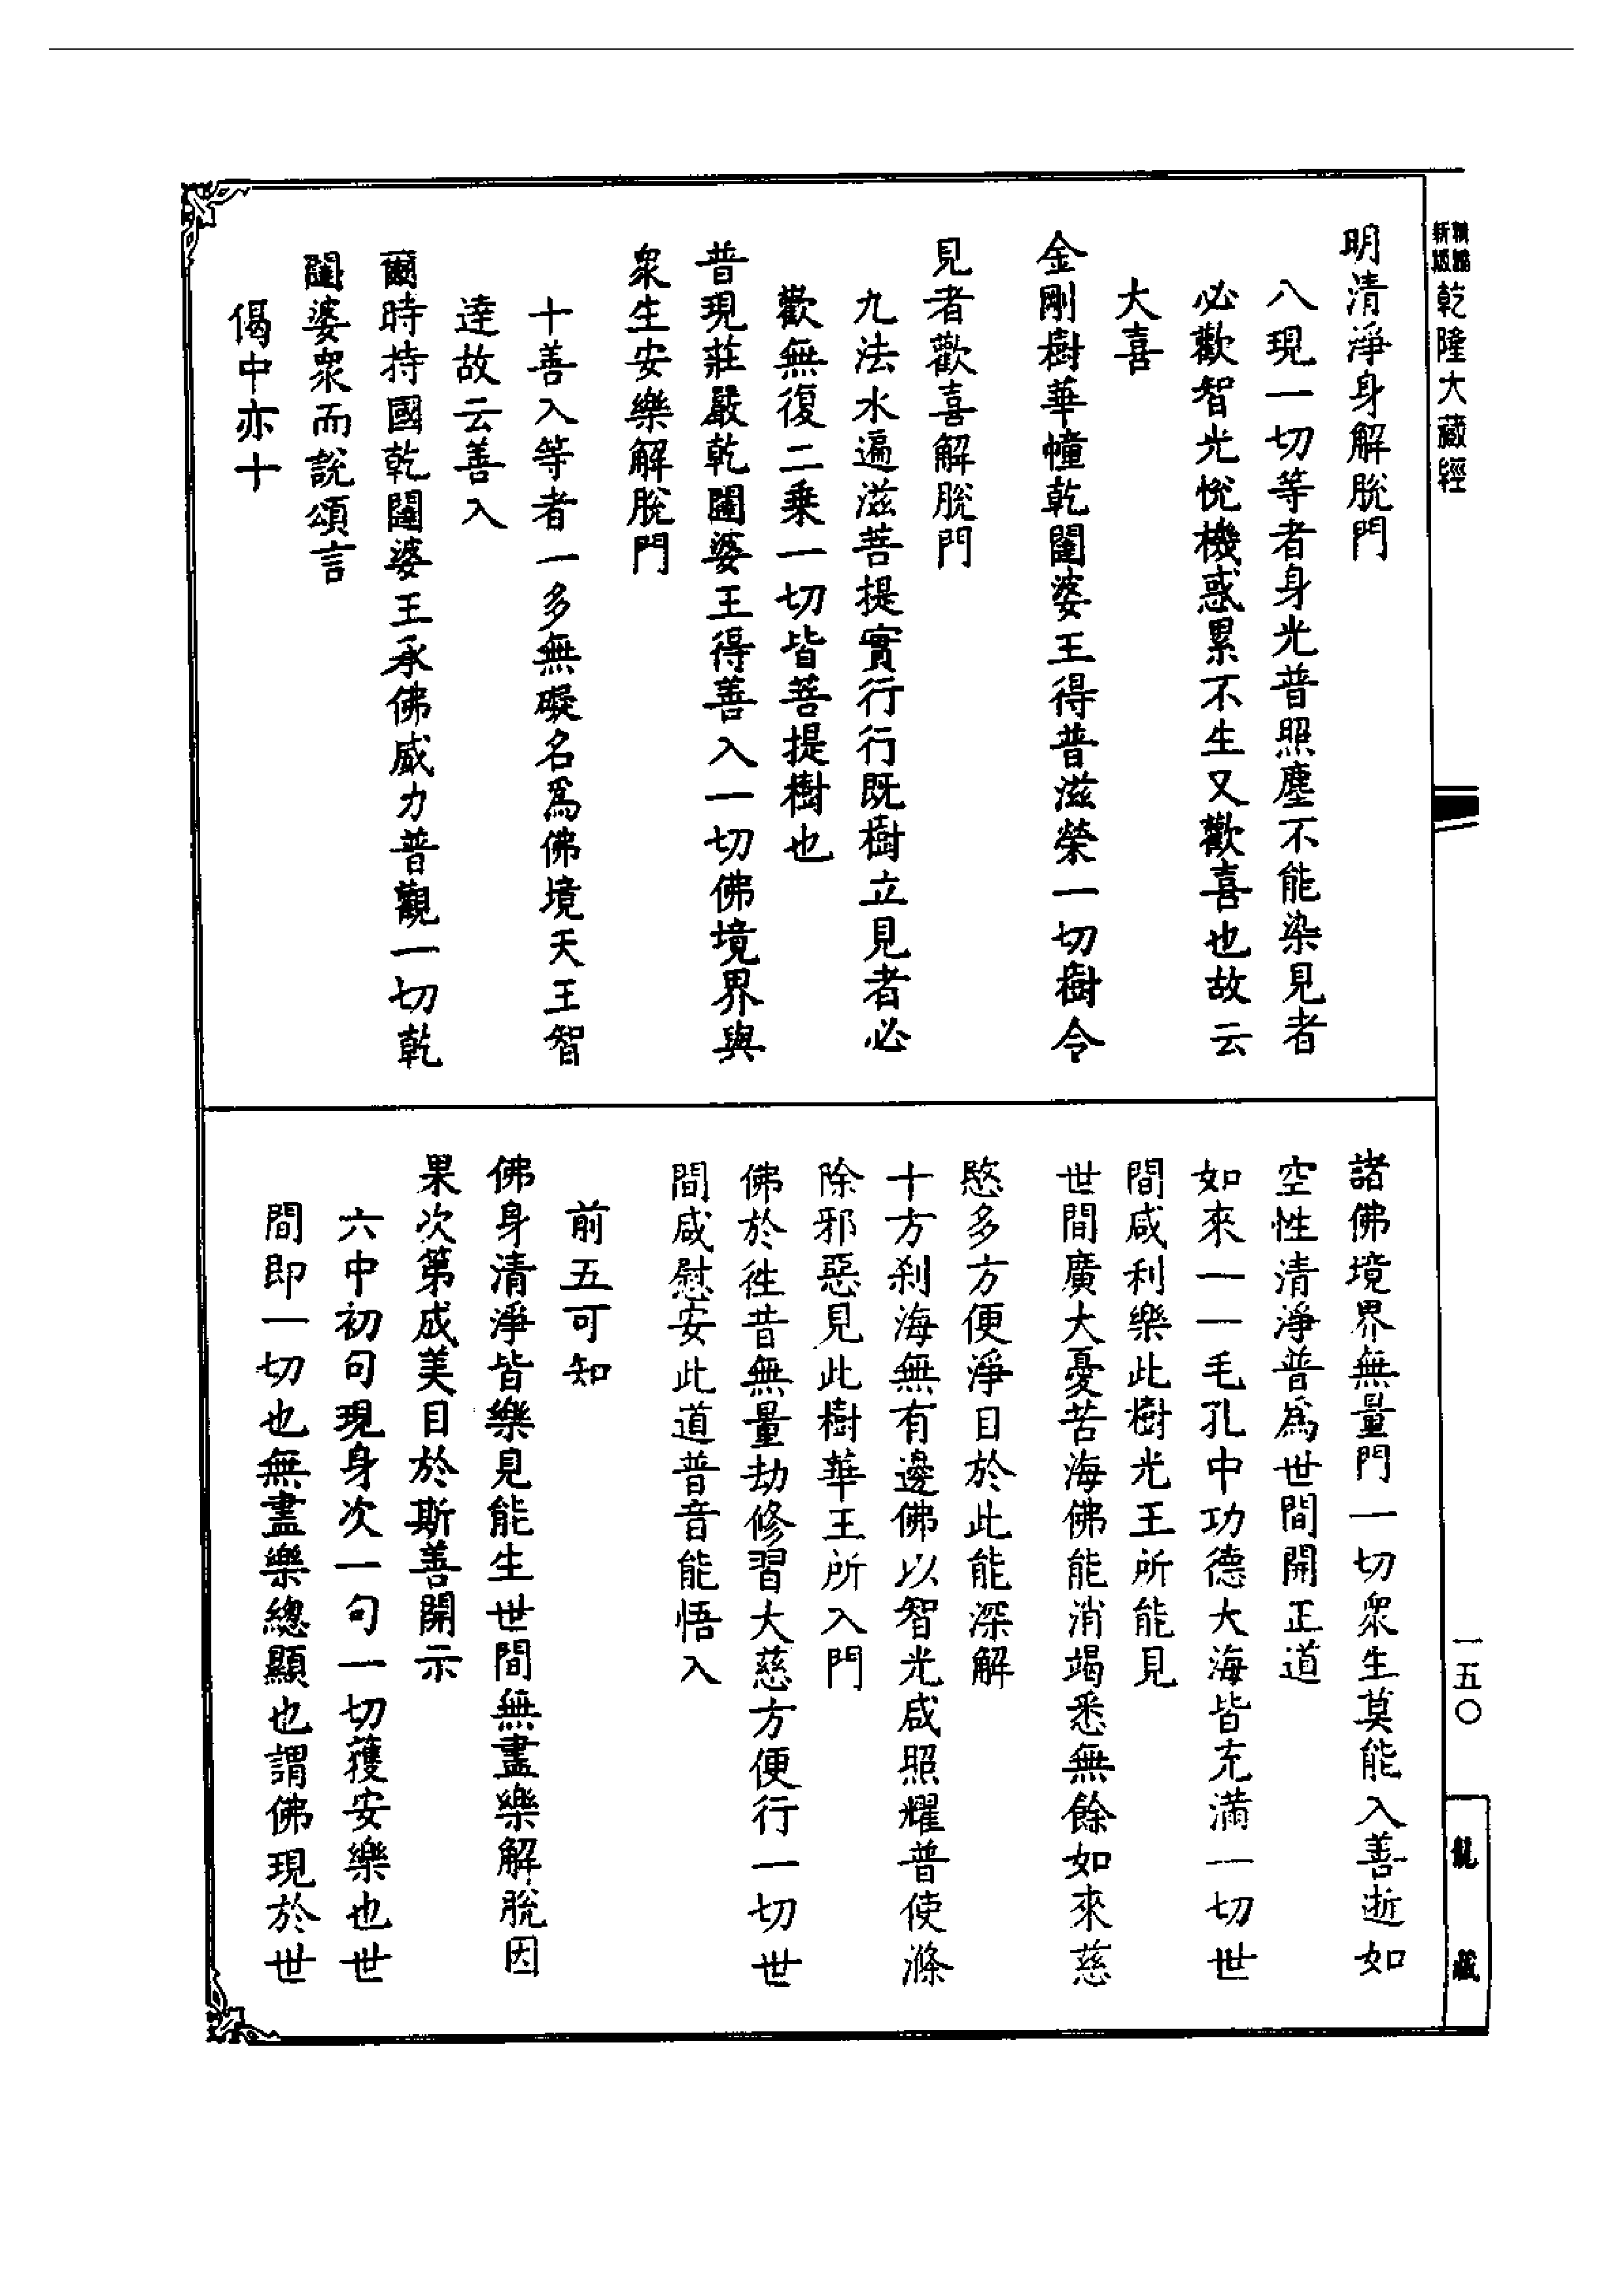 乾隆大藏經
明清淨身解脫門
八現一切等者身光普照塵不能染見者
必歡智光悅機惑累不生又歡喜也故云
大喜
金剛樹華幢乾闥婆王得普滋榮一切樹令
見者歡喜解脫門
九法水遍滋菩提實行行既樹立見者必
歡無復二乘一切皆菩提樹也
普現莊嚴乾闥婆王得善入一切佛境界與
眾生安樂解脫門
十善入等者一多無礙名爲佛境天王智
達故云善入
爾時持國乾闥婆王承佛威力普觀一切乾
闥婆眾而說頌言
偈中亦十
諸佛境界無量門一切眾生莫能入善逝如
空性清淨普爲世間開正道
如來一一毛孔中功德大海皆充滿一切世
間咸利樂此樹光王所能見
世間廣大憂苦海佛能消竭悉無餘如來慈
愍多方便淨目於此能深解
十方剎海無有邊佛以智光咸照耀普使滌
除邪惡見此樹華王所入門
佛於往昔無量劫修習大慈方便行一切世
間咸慰安此道普音能悟入
前五可知
佛身清淨皆樂見能生世間無盡樂解脫因
果次第成美目於斯善開示
六中初句現身次一句一切獲安樂也世
間即一切也無盡樂總顯也謂佛現於世
一五〇
龍藏